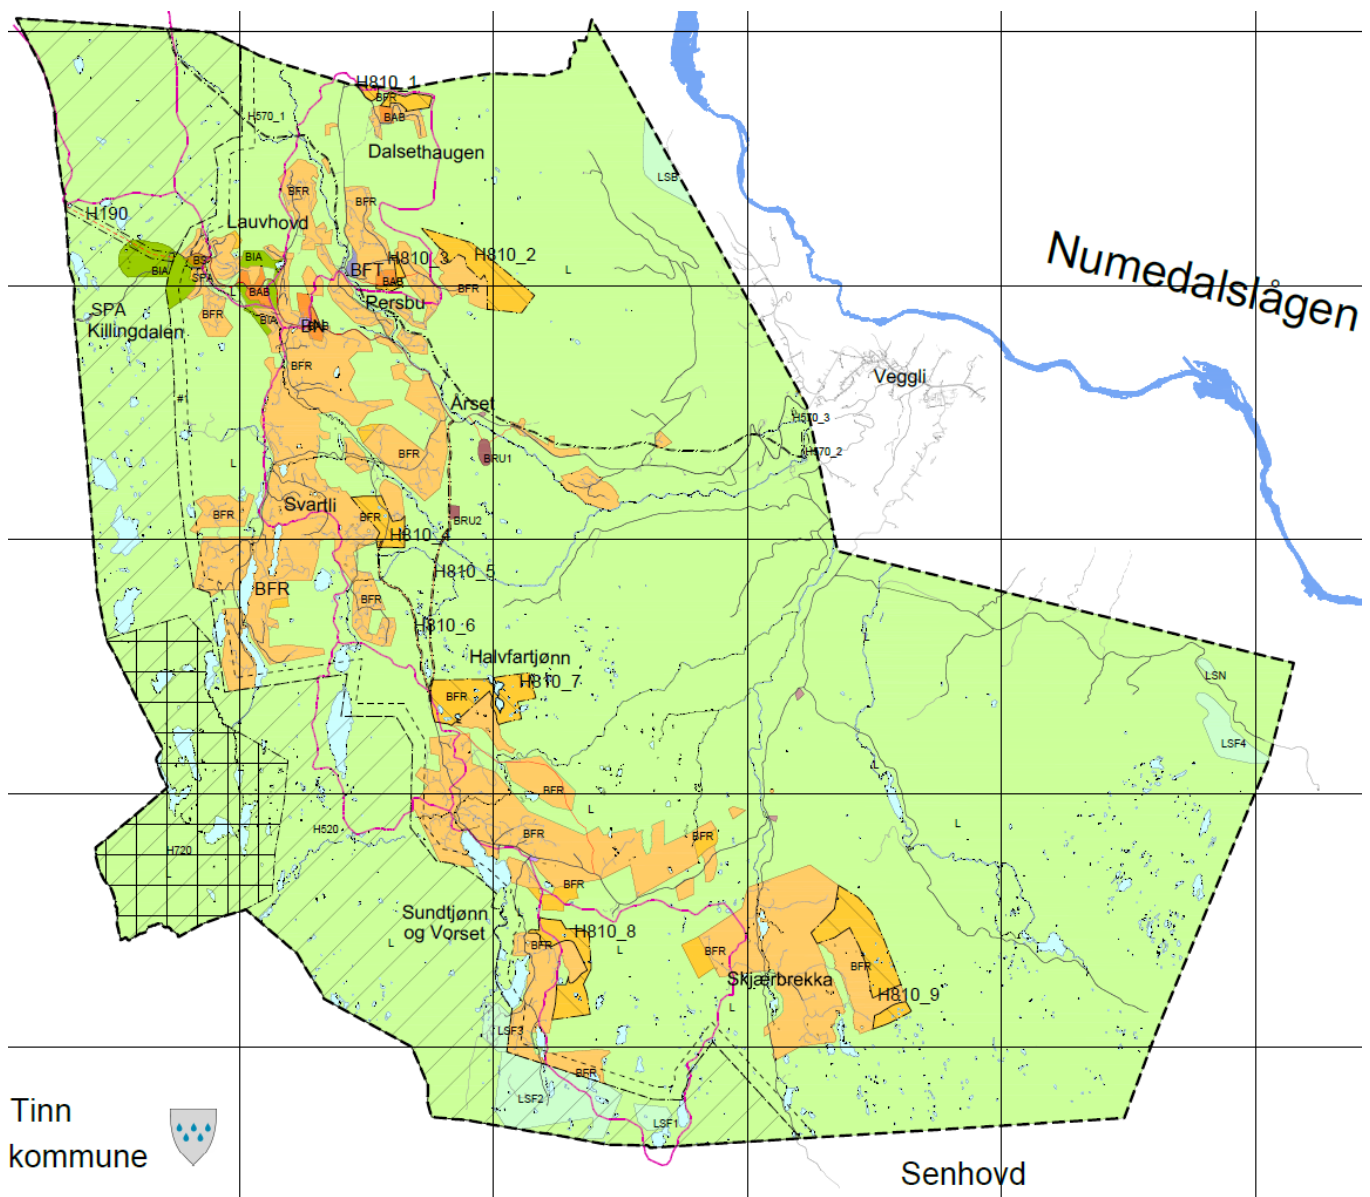 H810_1
BFR
BAB
H570_1
Dalsethaugen
LSB
BFR
BFR
H190
Lauvhovd
Numedalslågen
BIA
BS
BIA
SPA
BFT
H810_3
H810_2
L
BAB
BFR
L
BAB
Persbu
SPA
Killingdalen
BFR
BIA
BN
BFR
Veggli
#1
Årset
H570_3
H570_2
BFR
BRU1
L
Svartli
BFR
BFR
BRU2
H810_4
H810_5
BFR
BFR
H810_6
L
Halvfartjønn
H810_7
BFR
LSN
LSF4
L
BFR
L
L
H520
BFR
BFR
H720
L
BFR
Sundtjønn
og Vorset
L
H810_8
BFR
L
BFR
BFR
Skjærbrekka
H810_9
L
LSF3
BFR
LSF2
LSF1
Tinn
kommune
Senhovd